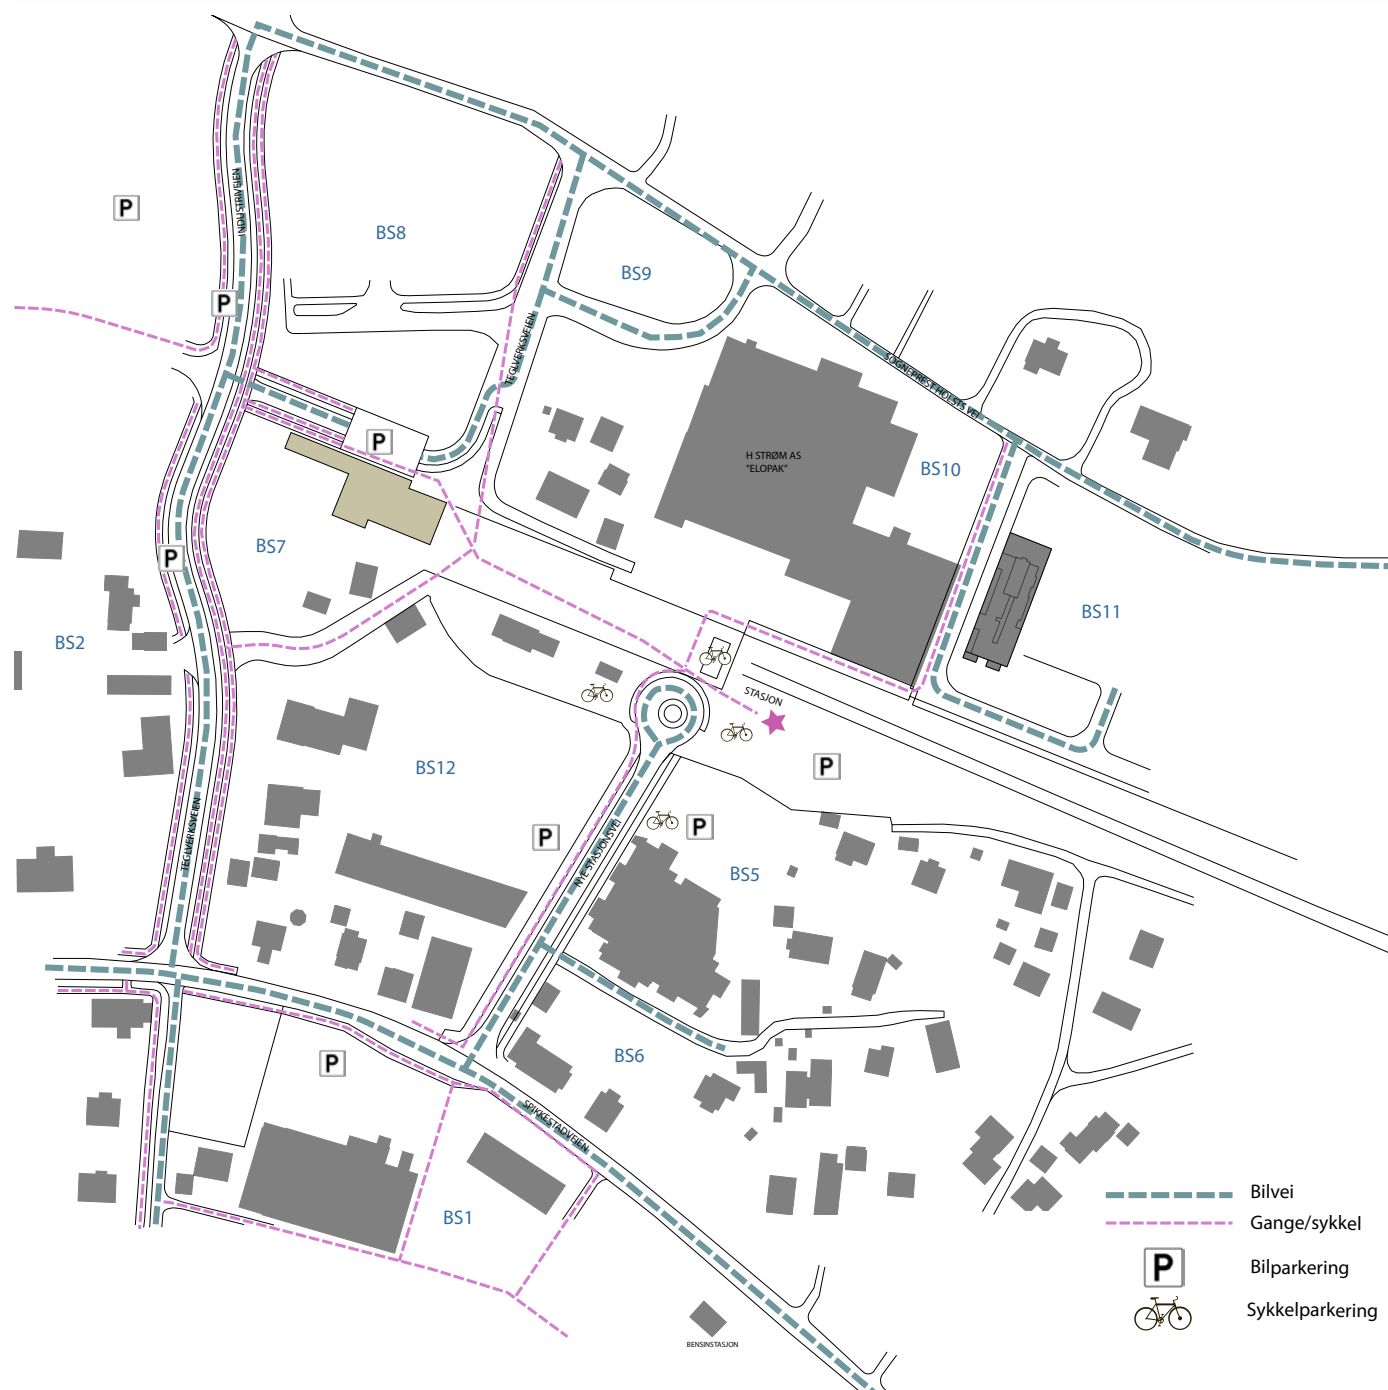 P
INDUSTRIVEIEN
BS8
BS9
P
TEGLVERKSVEIEN
SOGNEPREST HOLSTS VEI
P
H STRØM AS
"ELOPAK"
BS10
BS7
P
BS11
BS2
STASJON
BS12
P
TEGLVERKSVEIEN
P
NYE STASJONSVEI
P
BS5
BS6
P
SPIKKESTADVEIEN
BS1
BENSINSTASJON
Bilvei
Gange/sykkel
P
Bilparkering
Sykkelparkering